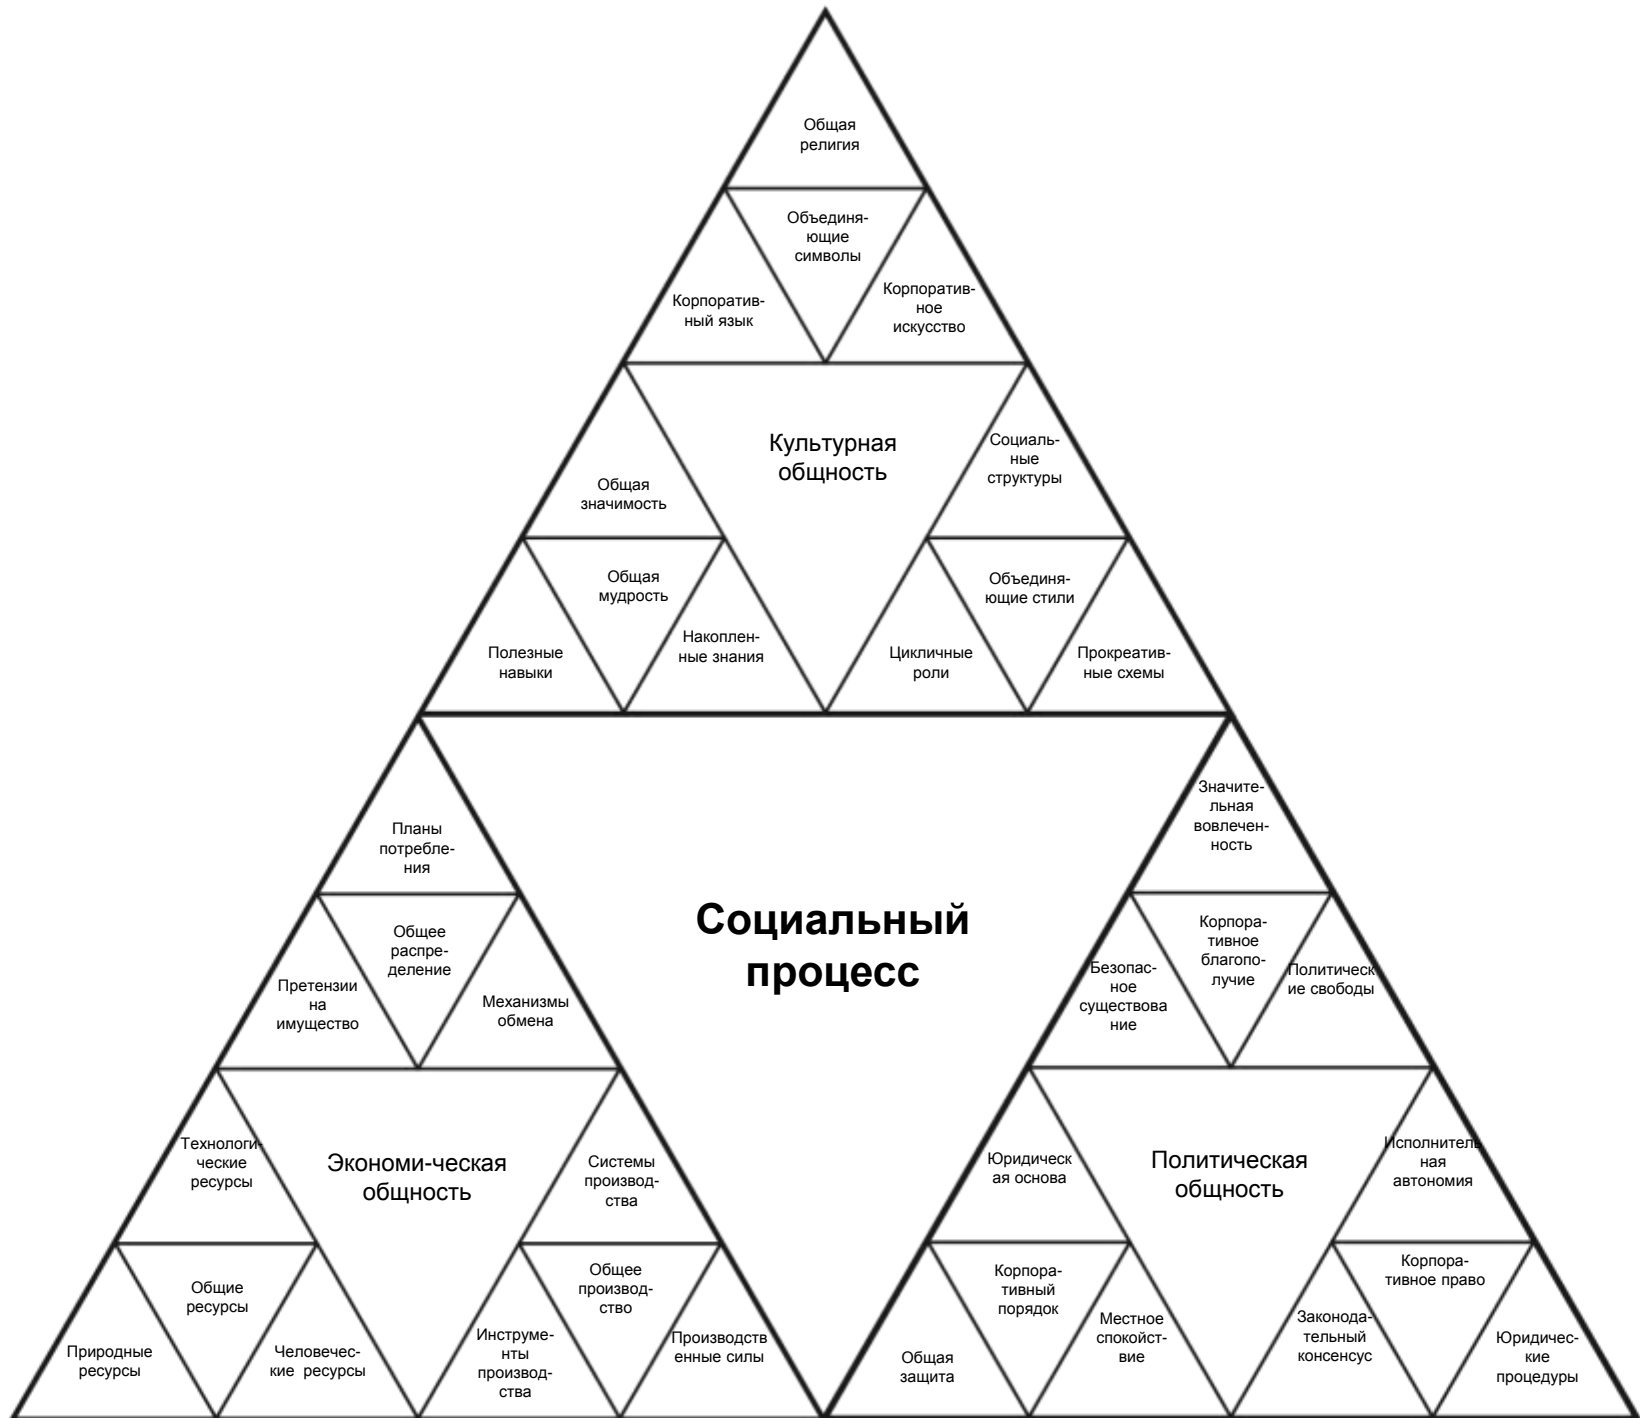 Общая
религия
Объединя-
ющие
символы
Корпоратив-
ный язык
Корпоратив-
ное
искусство
Культурная
общность
Общая
значимость
Социаль-
ные
структуры
Общая
мудрость
Объединя-
ющие стили
Полезные
навыки
Накоплен-
ные знания
Цикличные
роли
Прокреатив-
ные схемы
Социальный
процесс
Планы
потребле-
ния
Общее
распре-
деление
Претензии
на
имущество
Механизмы
обмена
Значите-
льная
вовлечен-
ность
Корпора-
тивное
благопо-
лучие
Безопас-
ное
существова
ние
Политическ
ие свободы
Экономи-ческая
общность
Технологи-
ческие
ресурсы
Системы
производ-
ства
Общие
ресурсы
Общее
производ-
ство
Природные
ресурсы
Человечес-
кие ресурсы
Инструме-
нты
производ-
ства
Производств
енные силы
Политическая
общность
Юридическ
ая основа
Исполнитель
ная
автономия
Корпора-
тивный
порядок
Корпора-
тивное право
Общая
защита
Местное
спокойст-
вие
Законода-
тельный
консенсус
Юридичес-
кие
процедуры